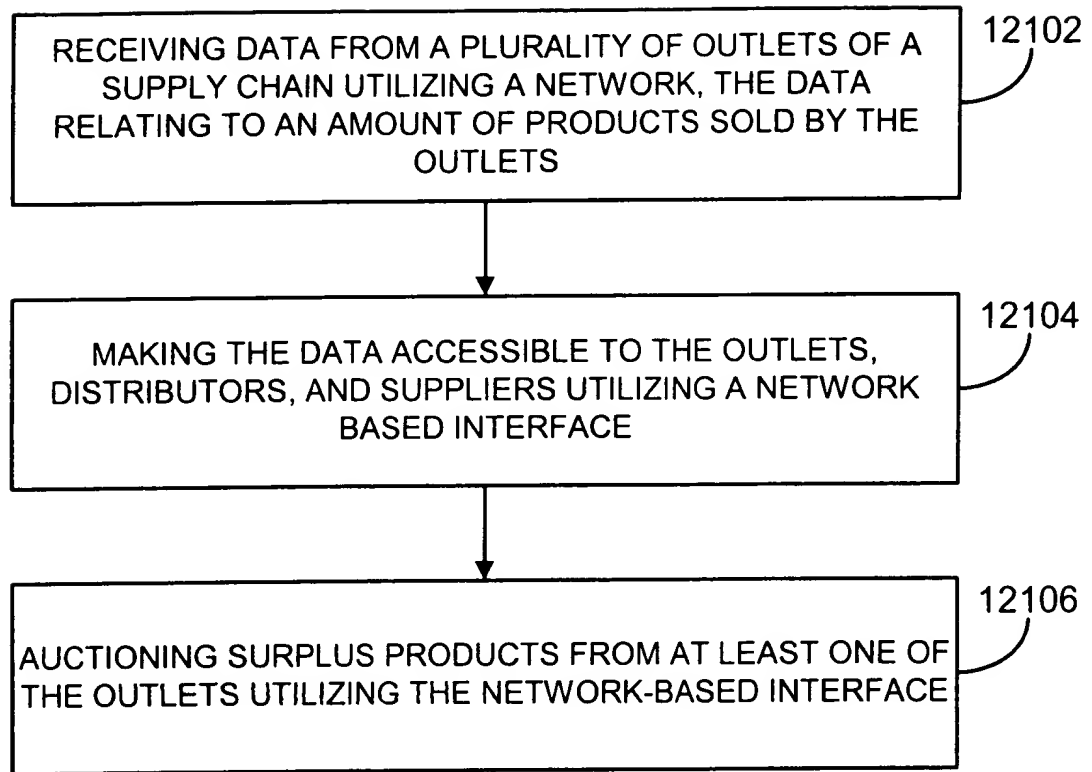 RECEIVING DATA FROM A PLURALITY OF OUTLETS OF A
SUPPLY CHAIN UTILIZING A NETWORK, THE DATA
RELATING TO AN AMOUNT OF PRODUCTS SOLD BY THE
OUTLETS
12102
MAKING THE DATA ACCESSIBLE TO THE OUTLETS,
DISTRIBUTORS, AND SUPPLIERS UTILIZING A NETWORK
BASED INTERFACE
12104
AUCTIONING SURPLUS PRODUCTS FROM AT LEAST ONE OF
THE OUTLETS UTILIZING THE NETWORK-BASED INTERFACE
12106